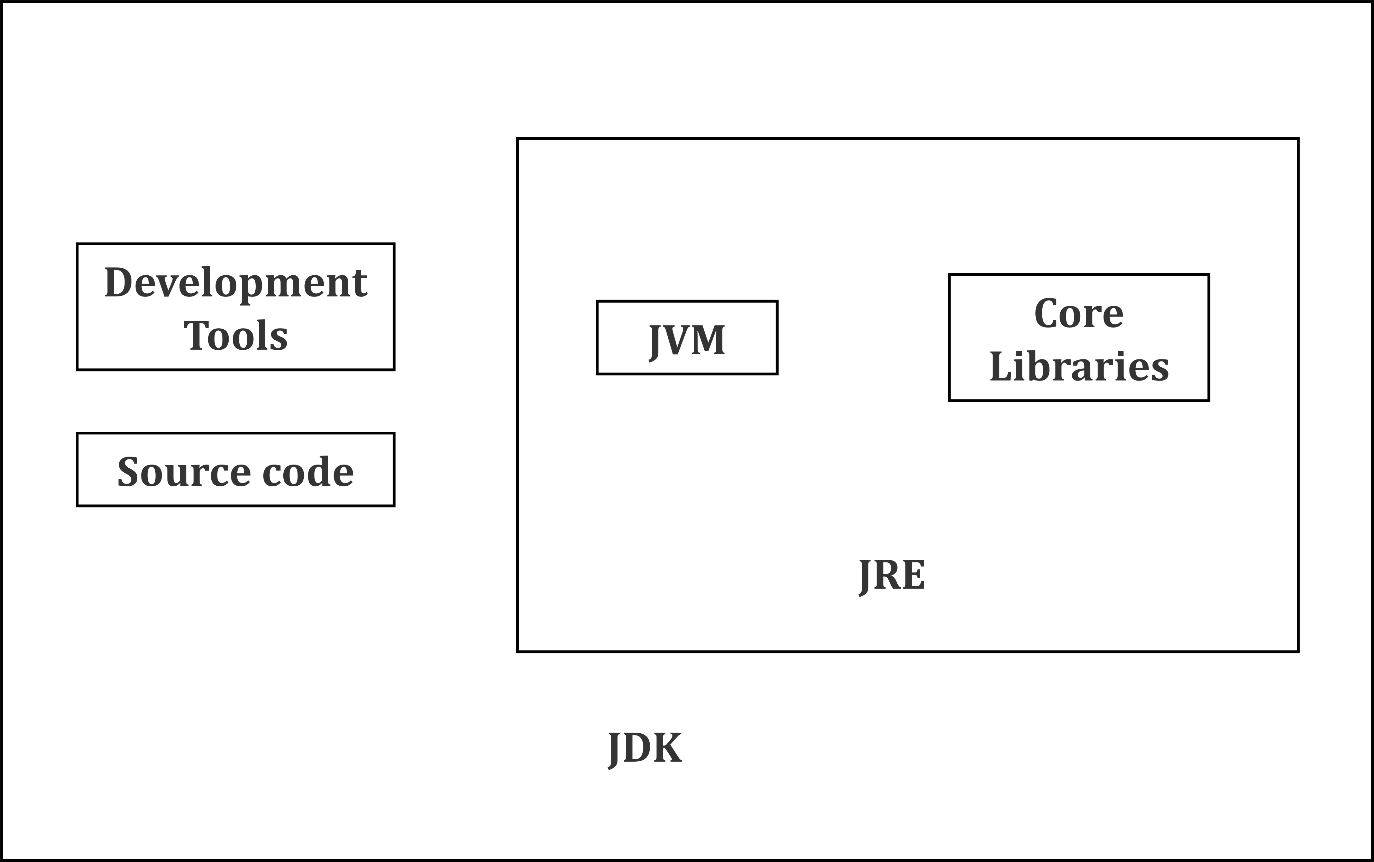 Development
Tools
Source code
JVM
Core
Libraries
JRE
JDK